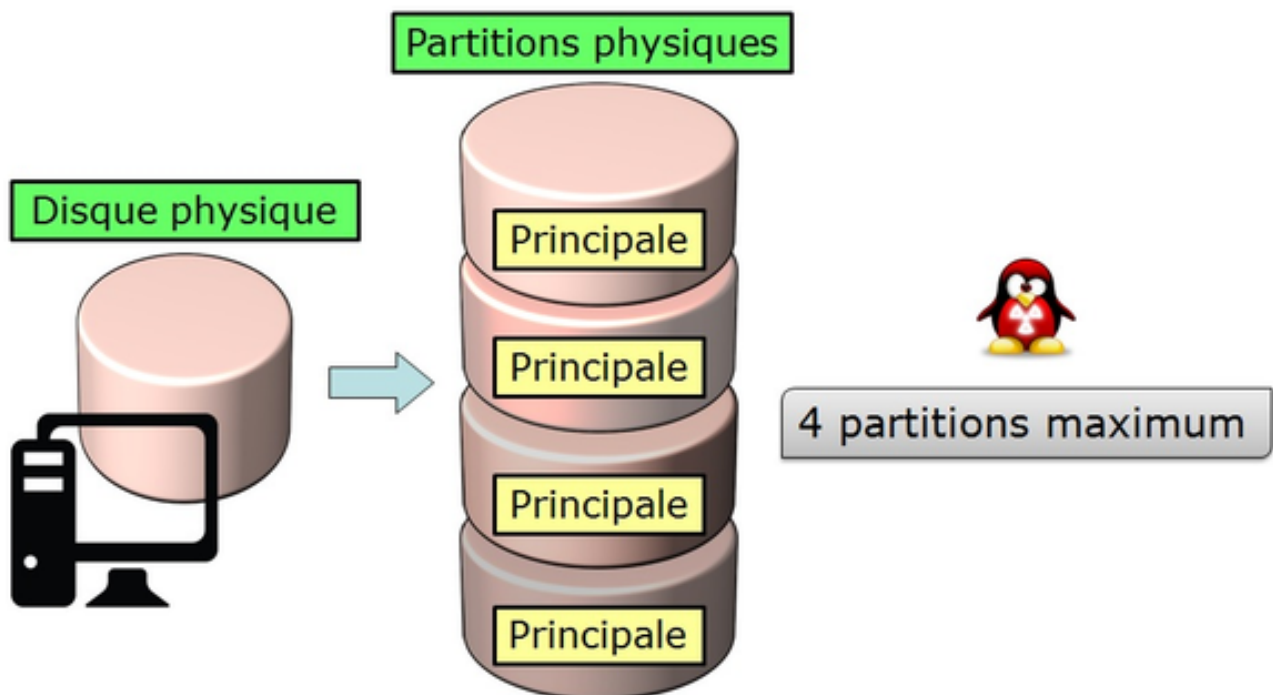 Partitions physiques
Disque physique
Principale
Principale
Principale
Principale
4 partitions maximum